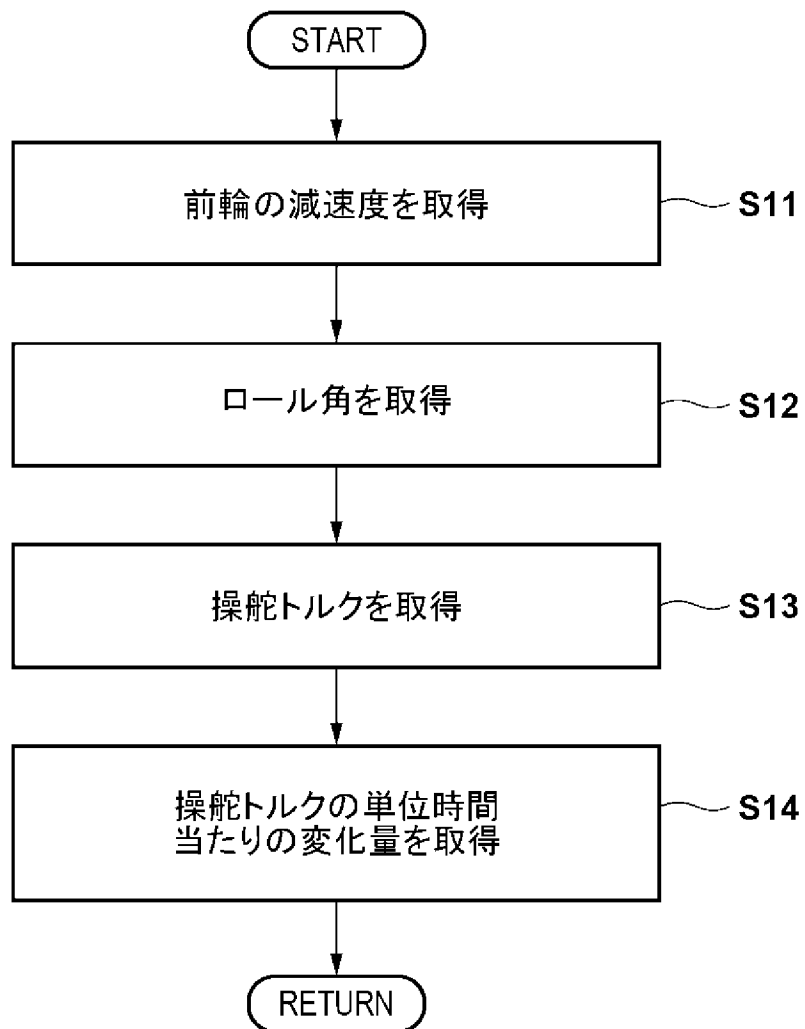 START
前輪の減速度を取得
S11
ロール角を取得
S12
操舵トルクを取得
S13
操舵トルクの単位時間
当たりの変化量を取得
S14
RETURN